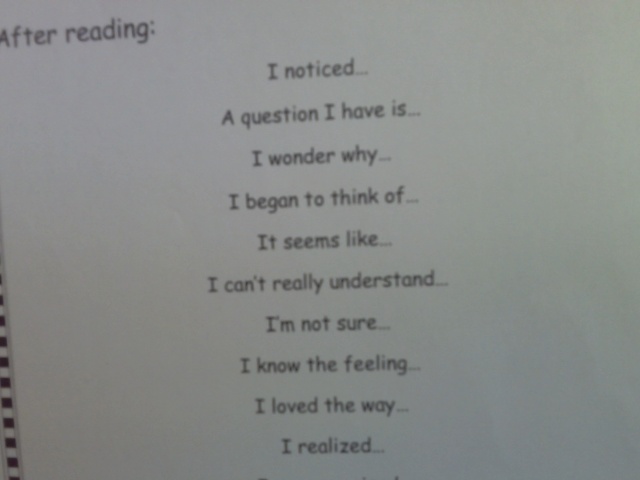 After reading:
I noticed...
A question I have is...
I wonder why...
I began to think of...
It seems like...
I can't really understand...
I'm not sure...
I know the feeling...
I loved the way...
I realized...